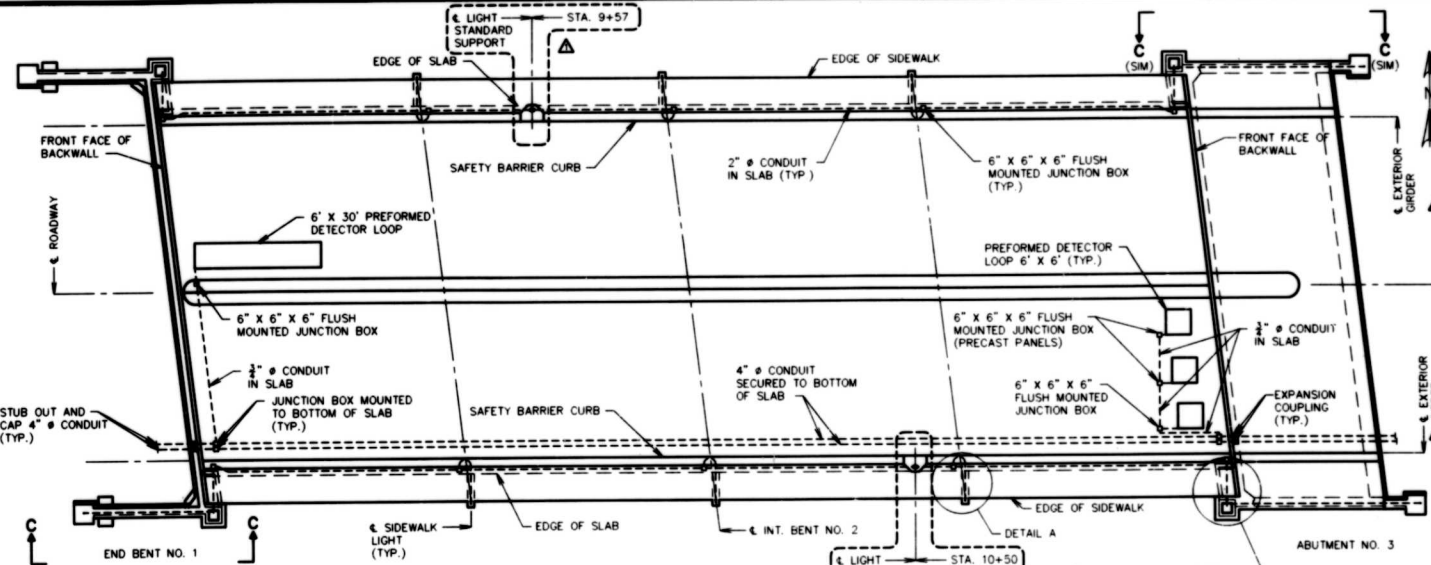 ℄ LIGHT
STANDARD
SUPPORT
STA. 9+57
EDGE OF SLAB
EDGE OF SIDEWALK
C
(SIM)
C
(SIM)
FRONT FACE OF
BACKWALL
SAFETY BARRIER CURB
2" ø CONDUIT
IN SLAB (TYP.)
6" X 6" X 6" FLUSH
MOUNTED JUNCTION BOX
(TYP.)
FRONT FACE OF
BACKWALL
℄ EXTERIOR
GIRDER
℄ ROADWAY
6' X 30' PREFORMED
DETECTOR LOOP
PREFORMED DETECTOR
LOOP 6' X 6' (TYP.)
6" X 6" X 6" FLUSH
MOUNTED JUNCTION BOX
6" X 6" X 6" FLUSH
MOUNTED JUNCTION BOX
(PRECAST PANELS)
¾" ø CONDUIT
IN SLAB
¾" ø CONDUIT
IN SLAB
4" ø CONDUIT
SECURED TO BOTTOM
OF SLAB
6" X 6" X 6"
FLUSH MOUNTED
JUNCTION BOX
℄ EXTERIOR
STUB OUT AND
CAP 4" ø CONDUIT
(TYP.)
JUNCTION BOX MOUNTED
TO BOTTOM OF SLAB
(TYP.)
SAFETY BARRIER CURB
EXPANSION
COUPLING
(TYP.)
C
C
END BENT NO. 1
℄ SIDEWALK
LIGHT
(TYP.)
EDGE OF SLAB
℄ INT. BENT NO. 2
EDGE OF SIDEWALK
DETAIL A
ABUTMENT NO. 3
℄ LIGHT
STA. 10+50